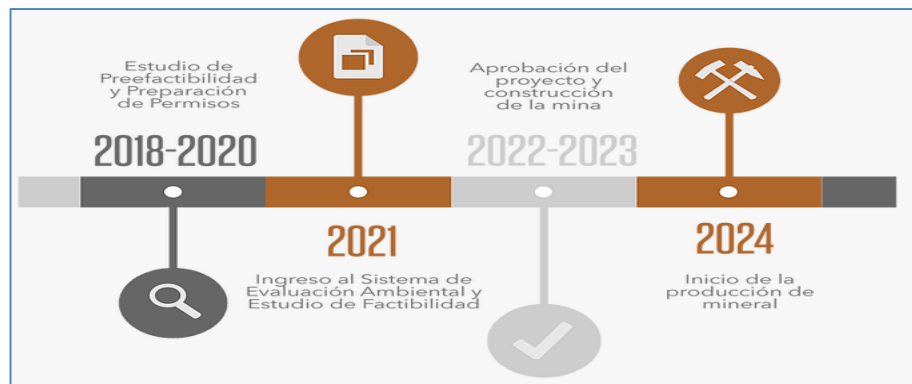 Estudio de
Preefactibilidad
y Preparación
de Permisos
2018-2020
2021
Ingreso al Sistema de
Evaluación Ambiental y
Estudio de Factibilidad
Aprobación del
proyecto y
construcción
de la mina
2022-2023
2024
Inicio de la
producción de
mineral